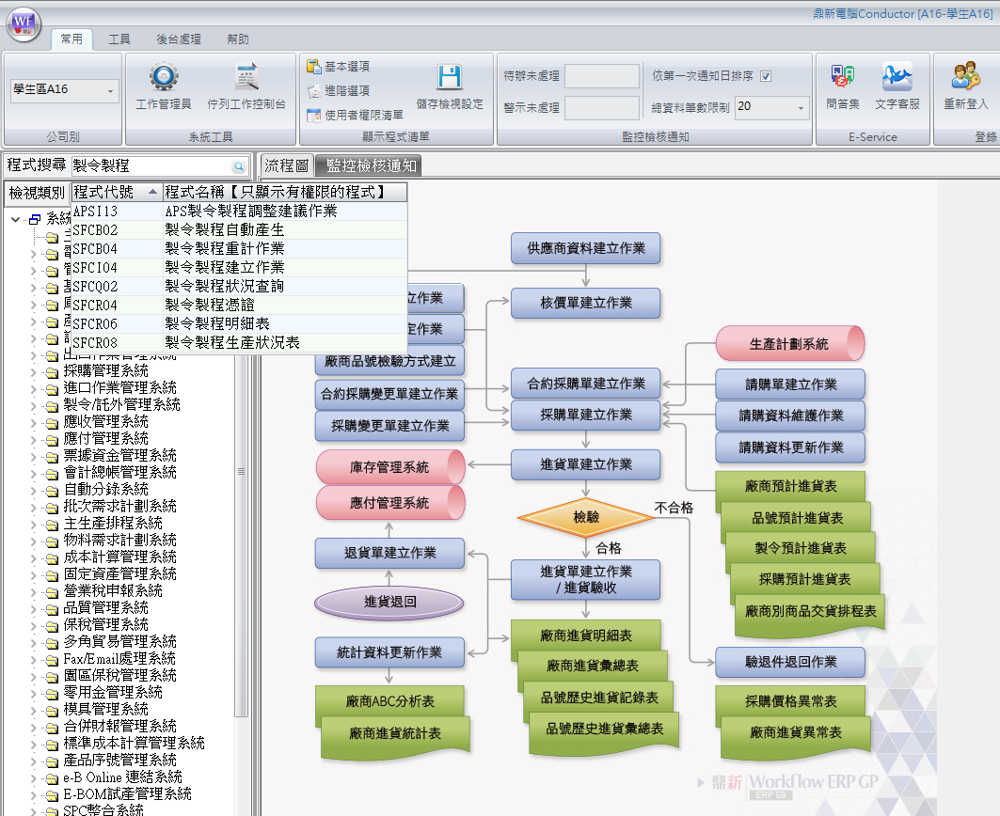 鼎新電腦Conductor [A16-學生A16]
常用 工具 後台處理 幫助
學生區A16
公司別
工作管理員 佇列工作控制台
系統工具
基本選項
進階選項
使用者權限清單
儲存檢視設定
顯示程式清單
待辦未處理
警示未處理
依第一次通知日排序
總資料筆數限制 20
監控檢核通知
問答集 文字客服
E-Service
重新登入
登錄
程式搜尋 製令製程
流程圖 監控檢核通知
檢視類別
程式代號 程式名稱【只顯示有權限的程式】
APSI13 APS製令製程調整建議作業
SFCB02 製令製程自動產生
SFCB04 製令製程重計作業
SFCI04 製令製程建立作業
SFCQ02 製令製程狀況查詢
SFCR04 製令製程憑證
SFCR06 製令製程明細表
SFCR08 製令製程生產狀況表
系統
採購管理系統
進口作業管理系統
製令/託外管理系統
應收管理系統
應付管理系統
票據資金管理系統
會計總帳管理系統
自動分錄系統
批次需求計劃系統
主生產排程系統
物料需求計劃系統
成本計算管理系統
固定資產管理系統
營業稅申報系統
品質管理系統
保稅管理系統
多角貿易管理系統
Fax/Email處理系統
園區保稅管理系統
零用金管理系統
模具管理系統
合併財報管理系統
標準成本計算管理系統
產品序號管理系統
e-B Online 連結系統
E-BOM試產管理系統
SPC整合系統
供應商資料建立作業
核價單建立作業
立作業
定作業
廠商品號檢驗方式建立
合約採購變更單建立作業
採購變更單建立作業
合約採購單建立作業
採購單建立作業
生產計劃系統
請購單建立作業
請購資料維護作業
請購資料更新作業
庫存管理系統
應付管理系統
進貨單建立作業
檢驗
不合格
合格
廠商預計進貨表
品號預計進貨表
製令預計進貨表
採購預計進貨表
廠商別商品交貨排程表
退貨單建立作業
進貨退回
統計資料更新作業
進貨單建立作業
/進貨驗收
廠商進貨明細表
廠商進貨彙總表
品號歷史進貨記錄表
品號歷史進貨彙總表
廠商ABC分析表
廠商進貨統計表
驗退件退回作業
採購價格異常表
廠商進貨異常表
鼎新 Workflow ERP GP
ERP E9